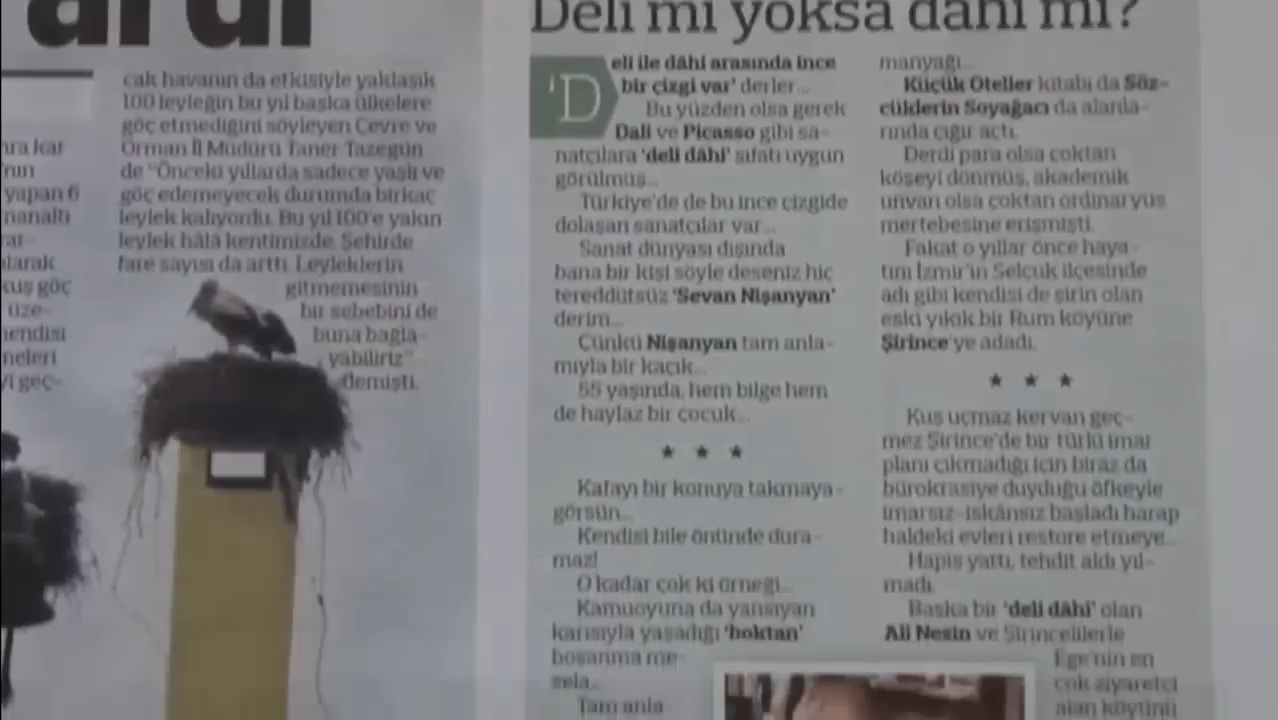 Deli mi yoksa dâhi mi?
cak havanın da etkisiyle yaklaşık
100 leyleğin bu yıl başka ülkelere
göç etmediğini söyleyen Çevre ve
Orman İl Müdürü Taner Tazegün
de "Önceki yıllarda sadece yaşlı ve
göç edemeyecek durumda birkaç
leylek kalıyordu. Bu yıl 100'e yakın
leylek hâlâ kentimizde. Şehirde
fare sayısı da arttı. Leyleklerin
gitmemesinin
bir sebebini de
buna bağla-
yabiliriz"
demişti.
kar
yapan 6
nanaltı
larak
kuş göç
üze-
neleri
geç-
'Deli ile dâhi arasında ince
bir çizgi var' derler...
Bu yüzden olsa gerek
Dali ve Picasso gibi sa-
natçılara 'deli dâhi' sıfatı uygun
görülmüş...
Türkiye'de de bu ince çizgide
dolaşan sanatçılar var...
Sanat dünyası dışında
bana bir kişi söyle deseniz hiç
tereddütsüz 'Sevan Nişanyan'
derim...
Çünkü Nişanyan tam anla-
mıyla bir kaçık...
55 yaşında, hem bilge hem
de haylaz bir çocuk...
★ ★ ★
Kafayı bir konuya takmaya-
görsün...
Kendisi bile önünde dura-
maz!
O kadar çok ki örneği...
Kamuoyuna da yansıyan
karısıyla yaşadığı 'boktan'
boşanma me-
sela...
Tam anla-
manyağı...
Küçük Oteller kitabı da Söz-
cüklerin Soyağacı da alanla-
rında çığır açtı.
Derdi para olsa çoktan
köşeyi dönmüş, akademik
unvan olsa çoktan ordinaryüs
mertebesine erişmişti.
Fakat o yıllar önce haya-
tını İzmir'in Selçuk ilçesinde
adı gibi kendisi de şirin olan
eski yıkık bir Rum köyüne
Şirince'ye adadı.
★ ★ ★
Kuş uçmaz kervan geç-
mez Şirince'de bir türlü imar
planı çıkmadığı için biraz da
bürokrasiye duyduğu öfkeyle
imarsız-iskânsız başladı harap
haldeki evleri restore etmeye...
Hapis yattı, tehdit aldı yıl-
madı.
Başka bir 'deli dâhi' olan
Ali Nesin ve Şirincelilerle
Ege'nin en
çok ziyaretçi
alan köyünü